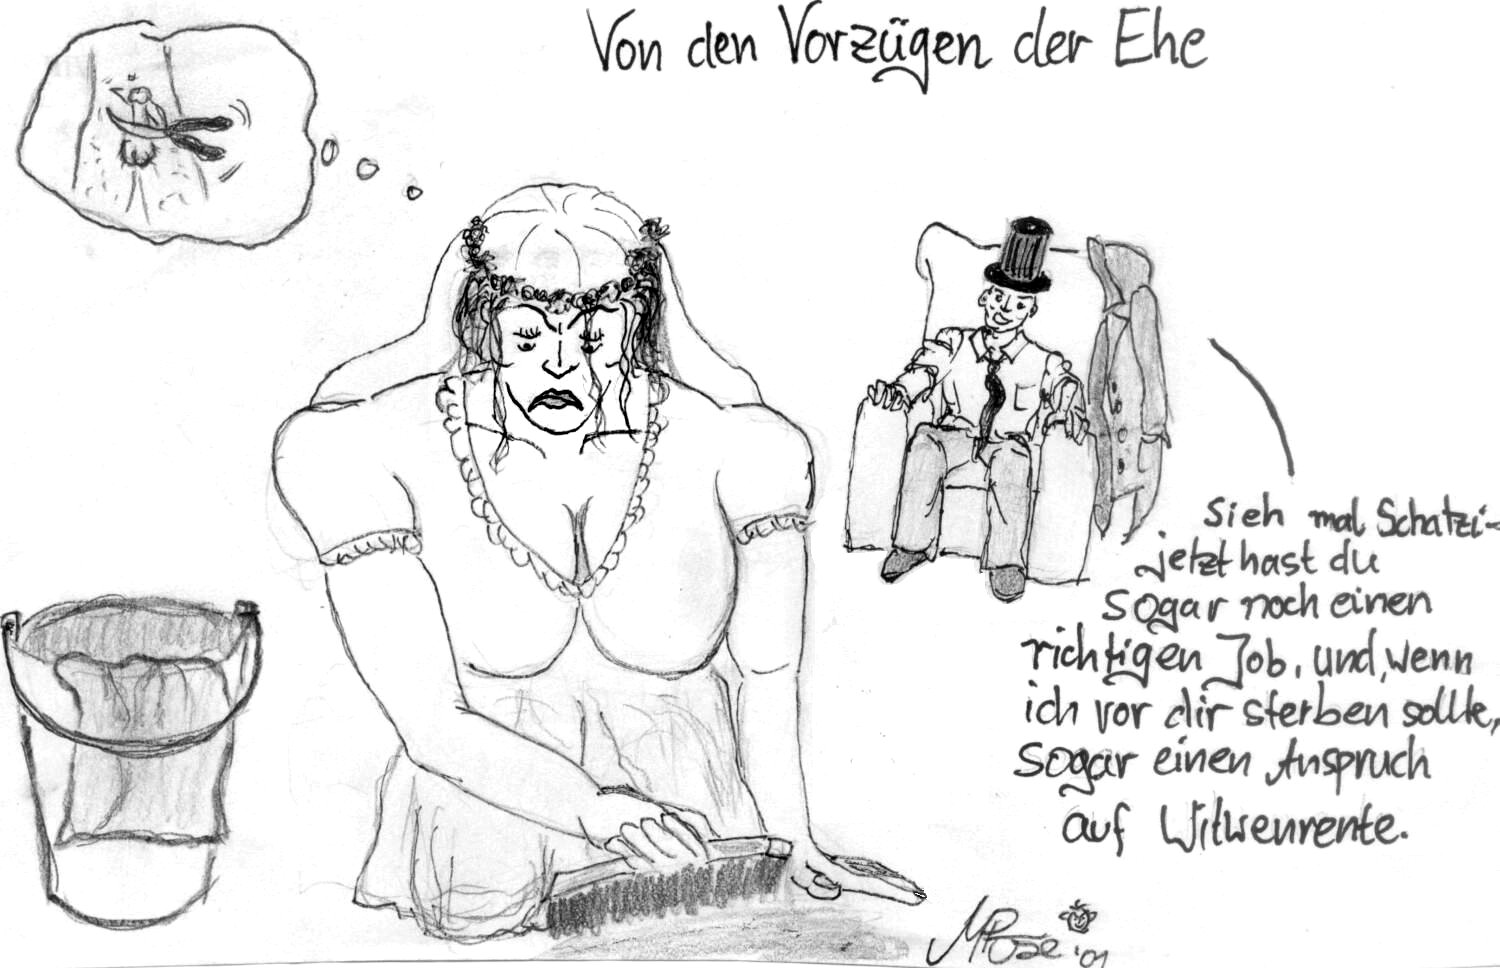 Von den Vorzügen der Ehe
Sieh mal Schatzi-
jetzt hast du
sogar noch einen
richtigen Job, und, wenn
ich vor dir sterben sollte,
sogar einen Anspruch
auf Witwenrente.
MRose '01